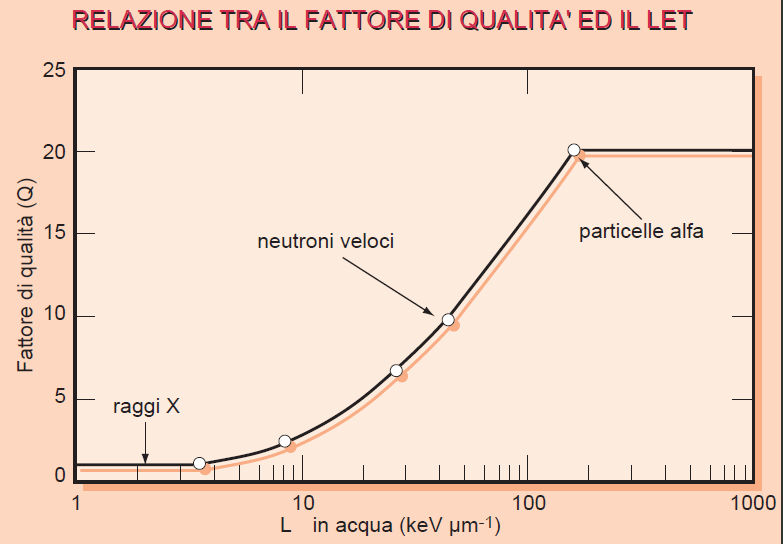 RELAZIONE TRA IL FATTORE DI QUALITA' ED IL LET
25
20
15
10
5
0
Fattore di qualità (Q)
neutroni veloci
particelle alfa
raggi X
1
10
100
1000
L in acqua (keV µm-1)